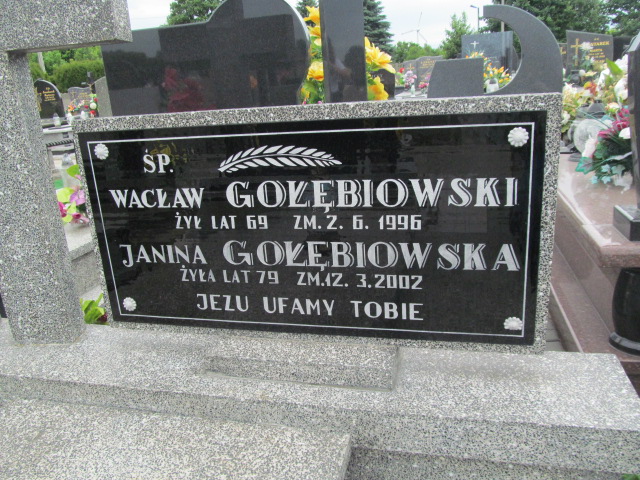 ŚP.
WACŁAW GOŁĘBIOWSKI
ŻYŁ LAT 69 ZM. 2. 6. 1996
JANINA GOŁĘBIOWSKA
ŻYŁA LAT 79 ZM.12. 3.2002
JEZU UFAMY TOBIE